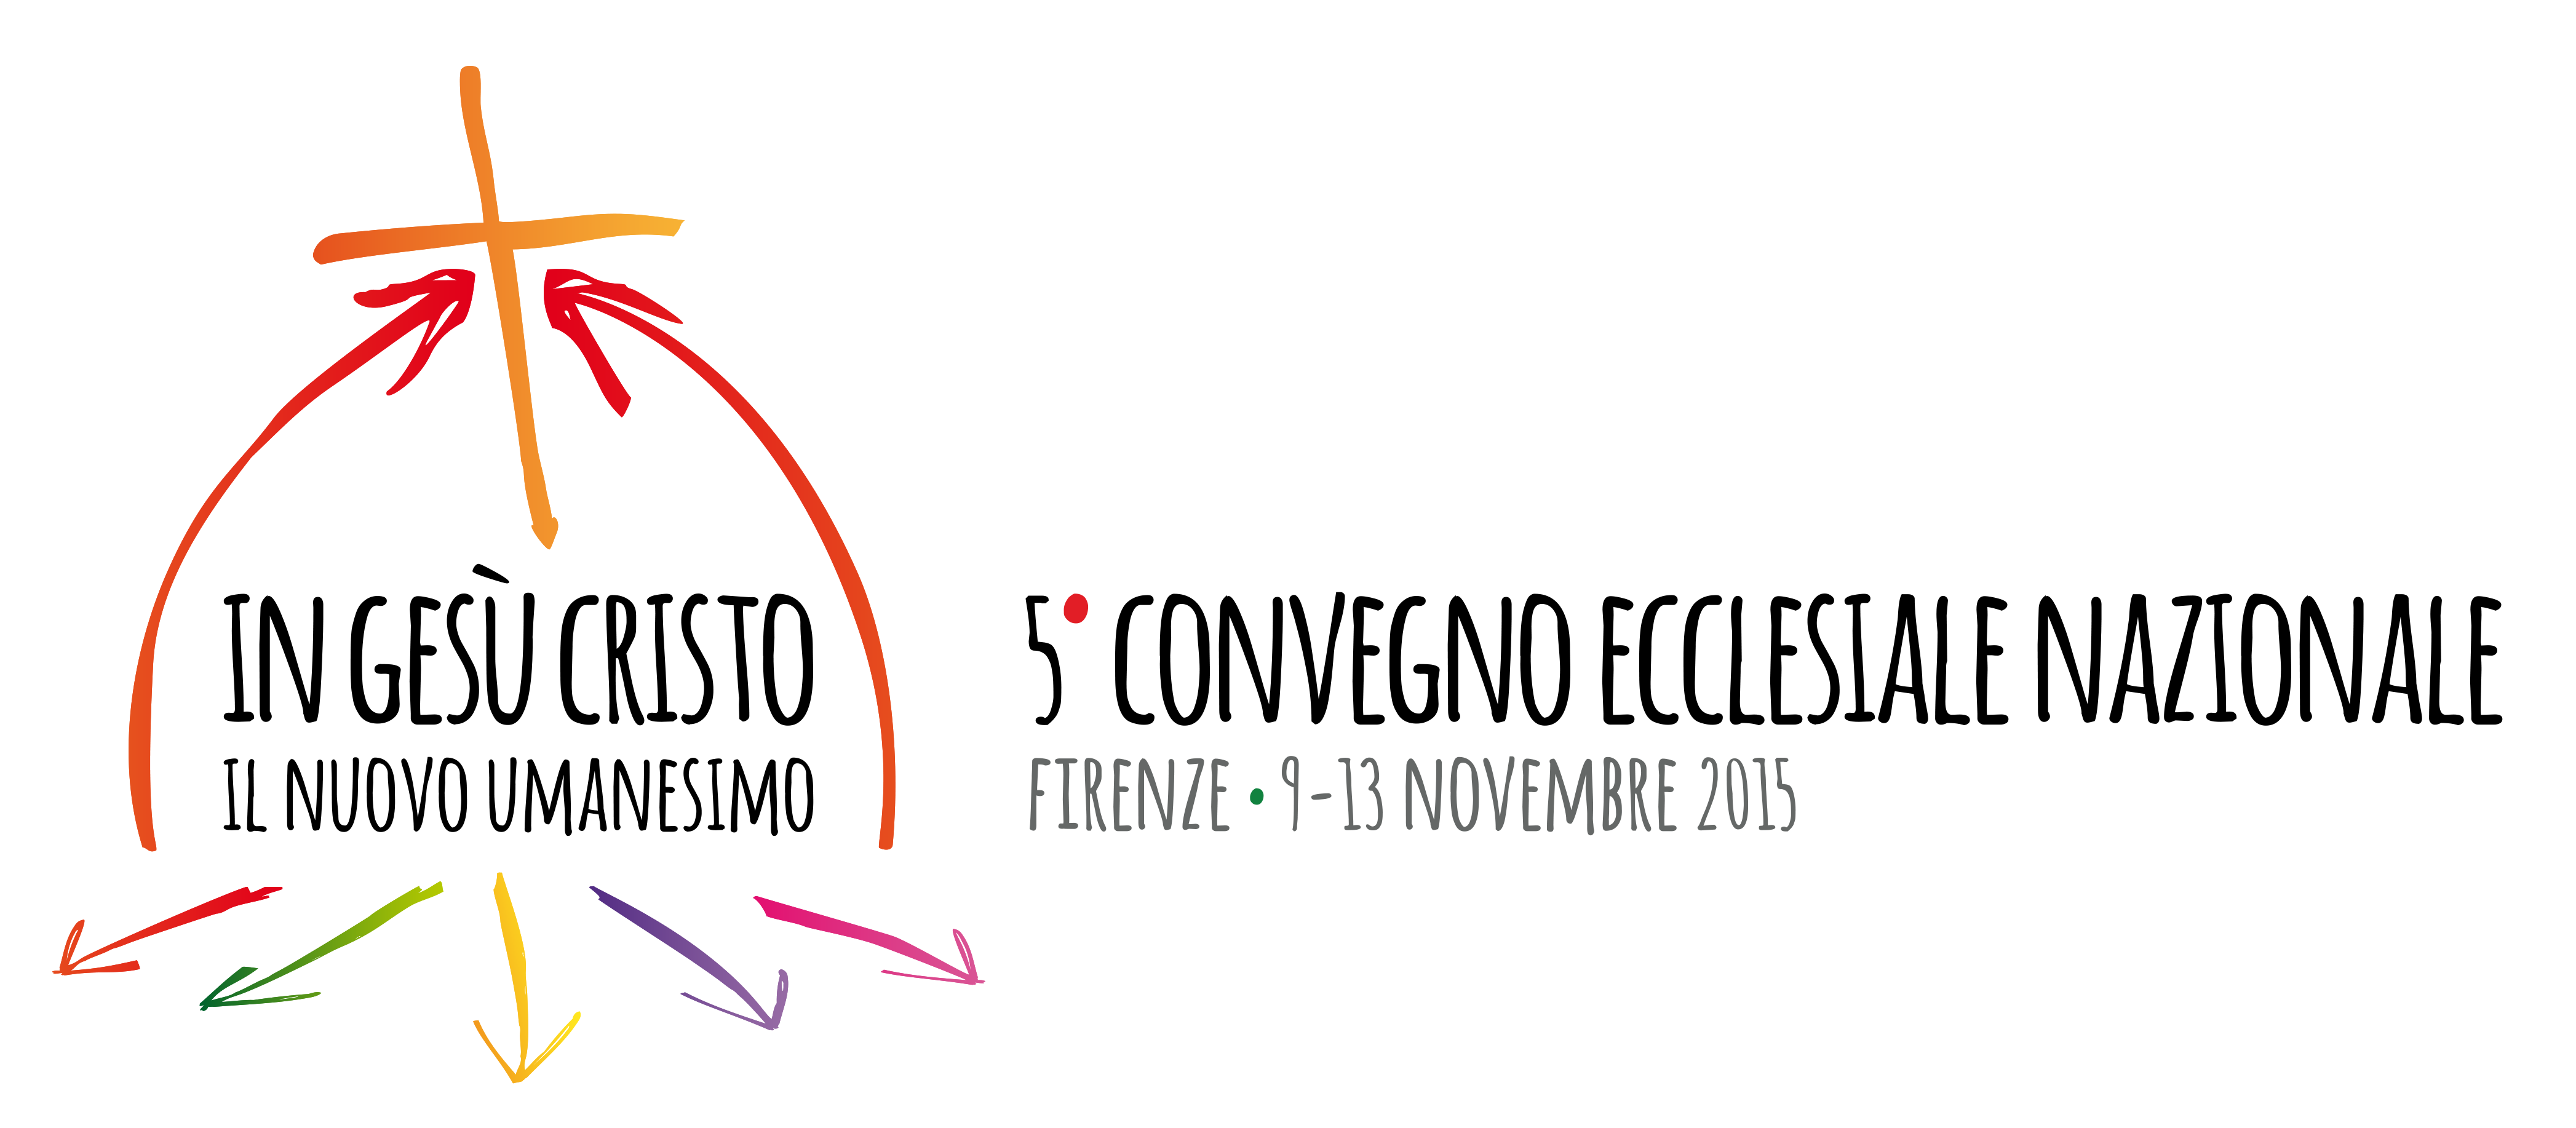 IN GESÙ CRISTO
IL NUOVO UMANESIMO
5° CONVEGNO ECCLESIALE NAZIONALE
FIRENZE • 9-13 NOVEMBRE 2015